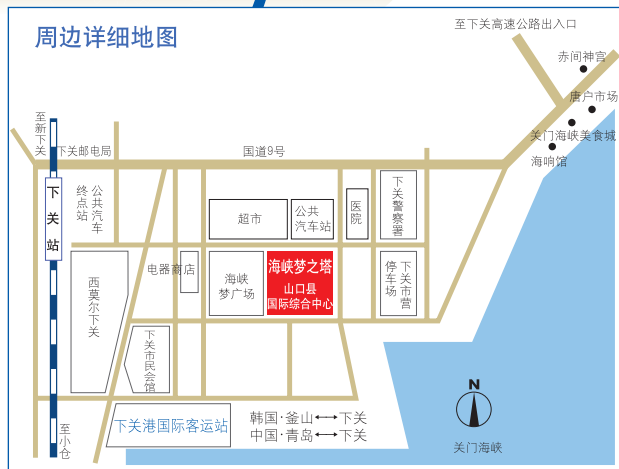 周边详细地图
至下关高速公路出入口
赤间神宫
唐户市场
关门海峡美食城
海响馆
至新下关
下关邮电局
国道9号
下关站
公共汽车
终点站
超市
公共
汽车站
医院
下关警察署
西莫尔下关
电器商店
海峡
梦广场
海峡梦之塔
山口县
国际综合中心
下关市营
停车场
下关市民会馆
至小仓
下关港国际客运站
韩国·釜山⟷下关
中国·青岛⟷下关
N
关门海峡